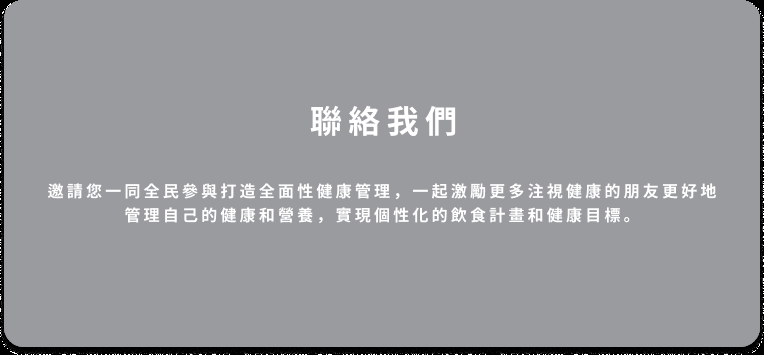 聯絡我們
邀請您一同全民參與打造全面性健康管理，一起激勵更多注視健康的朋友更好地
管理自己的健康和營養，實現個性化的飲食計畫和健康目標。